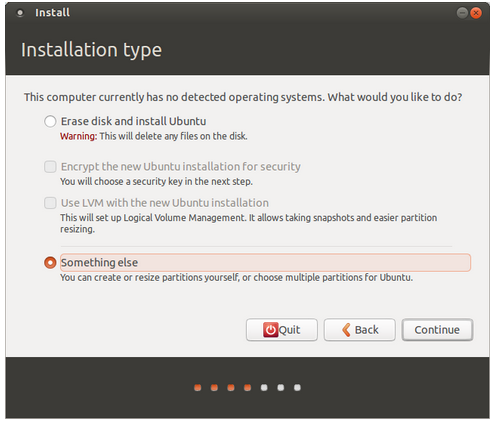 Install
Installation type
This computer currently has no detected operating systems. What would you like to do?
Erase disk and install Ubuntu
Warning: This will delete any files on the disk.
Encrypt the new Ubuntu installation for security
You will choose a security key in the next step.
Use LVM with the new Ubuntu installation
This will set up Logical Volume Management. It allows taking snapshots and easier partition
resizing.
Something else
You can create or resize partitions yourself, or choose multiple partitions for Ubuntu.
Quit Back Continue